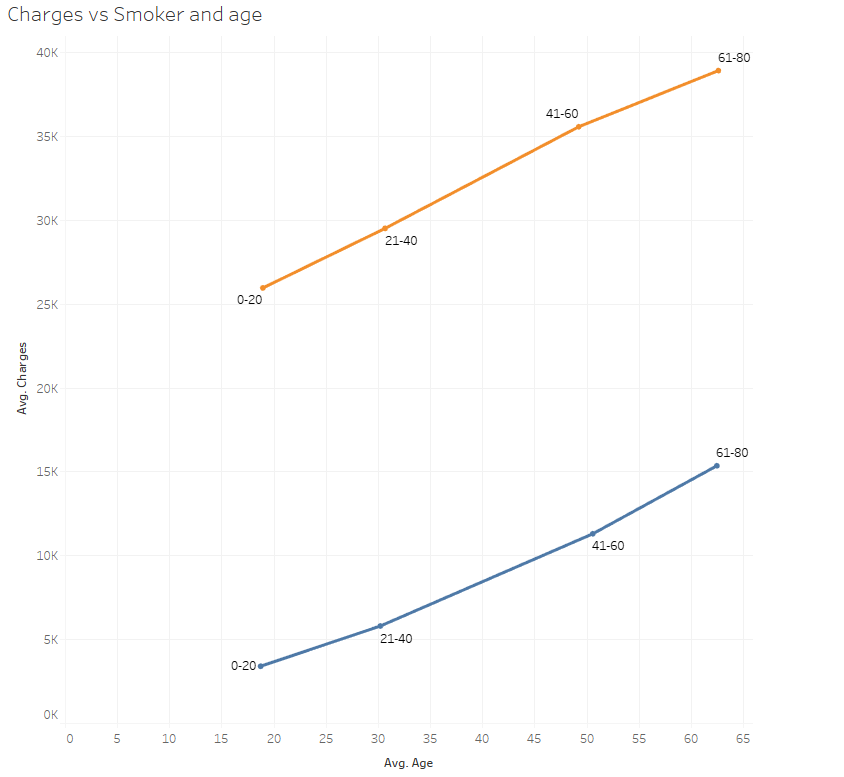 Charges vs Smoker and age
40K
61-80
41-60
35K
30K
21-40
0-20
25K
Avg. Charges
20K
61-80
15K
10K
41-60
5K
21-40
0-20
0K
0 5 10 15 20 25 30 35 40 45 50 55 60 65
Avg. Age